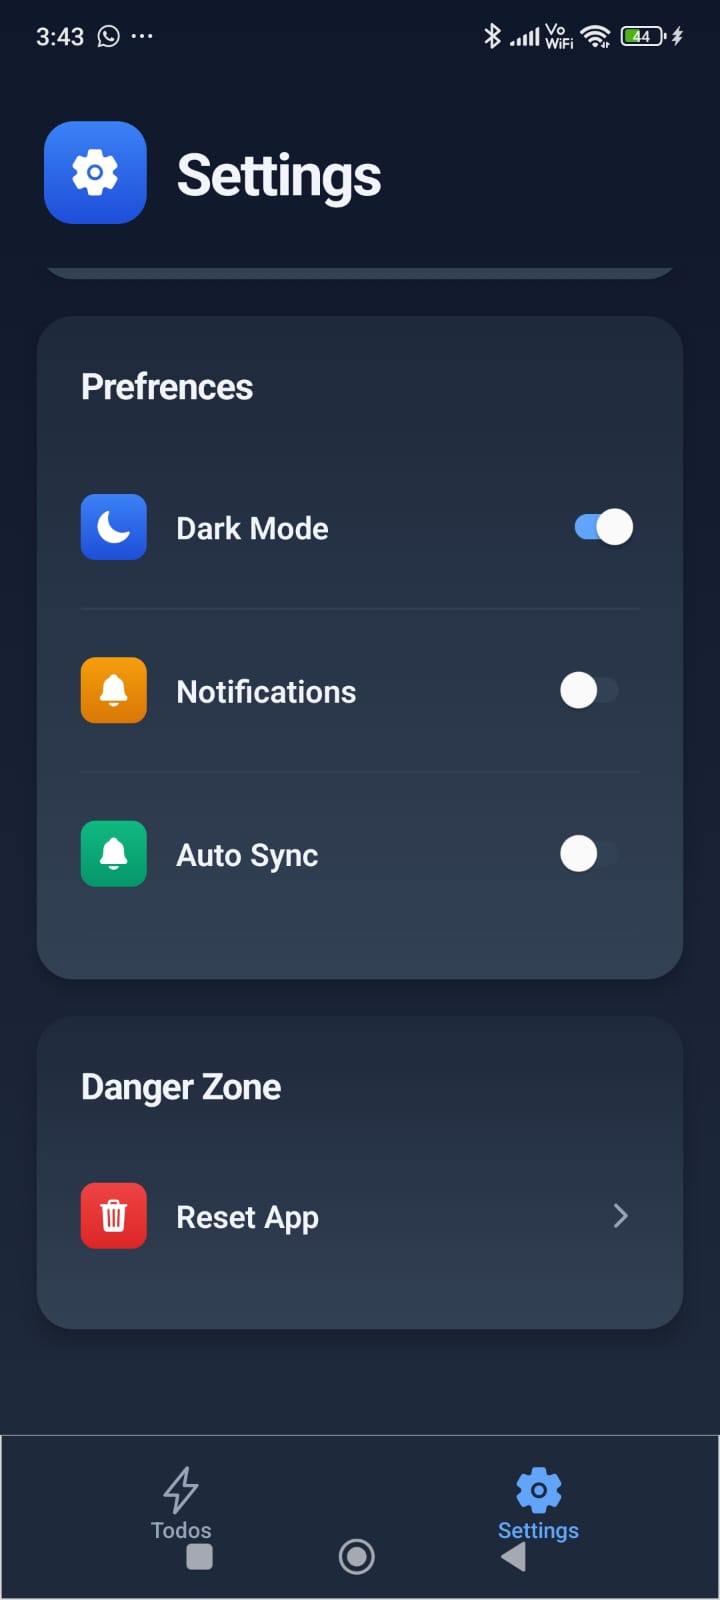 3:43
Vo
WiFi
44
Settings
Prefrences
Dark Mode
Notifications
Auto Sync
Danger Zone
Reset App
Todos
Settings